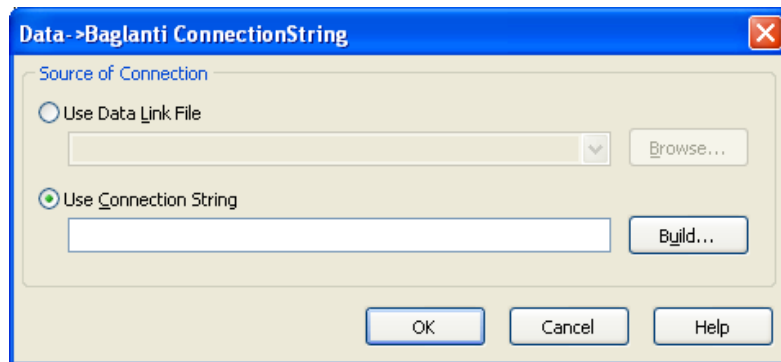 Data->Baglanti ConnectionString
Source of Connection
Use Data Link File
Browse...
Use Connection String
Build...
OK Cancel Help